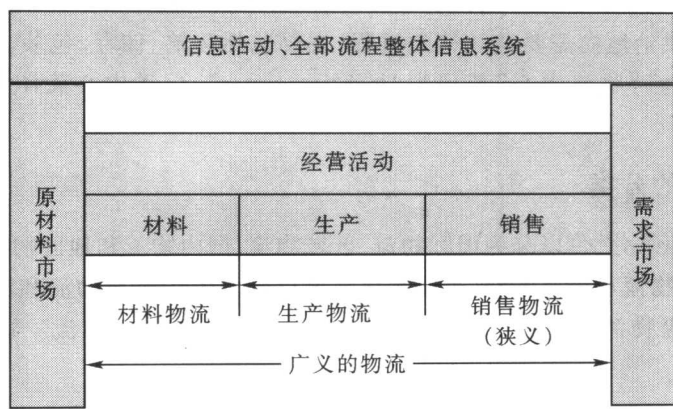 信息活动、全部流程整体信息系统
原材料市场
经营活动
材料
生产
销售
需求市场
材料物流
生产物流
销售物流
(狭义)
广义的物流